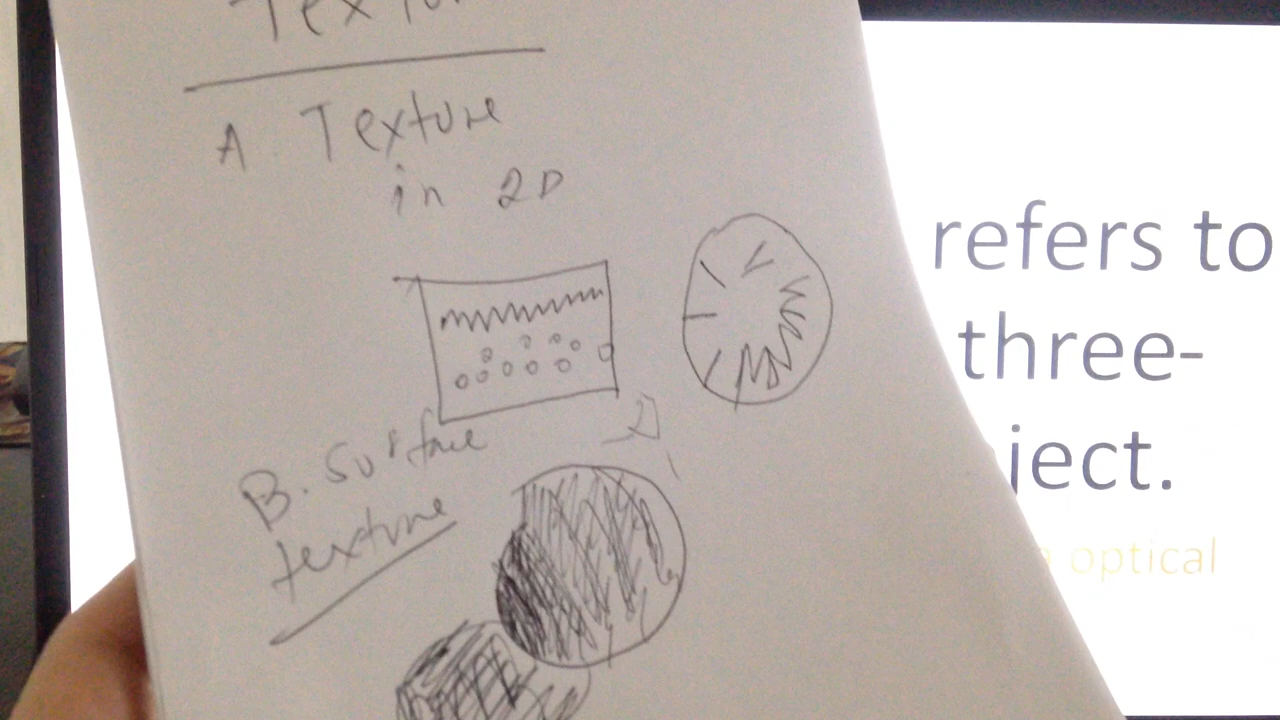 A. Texture
in 2D
B. Surface
texture
refers to
three-
ject.
optical